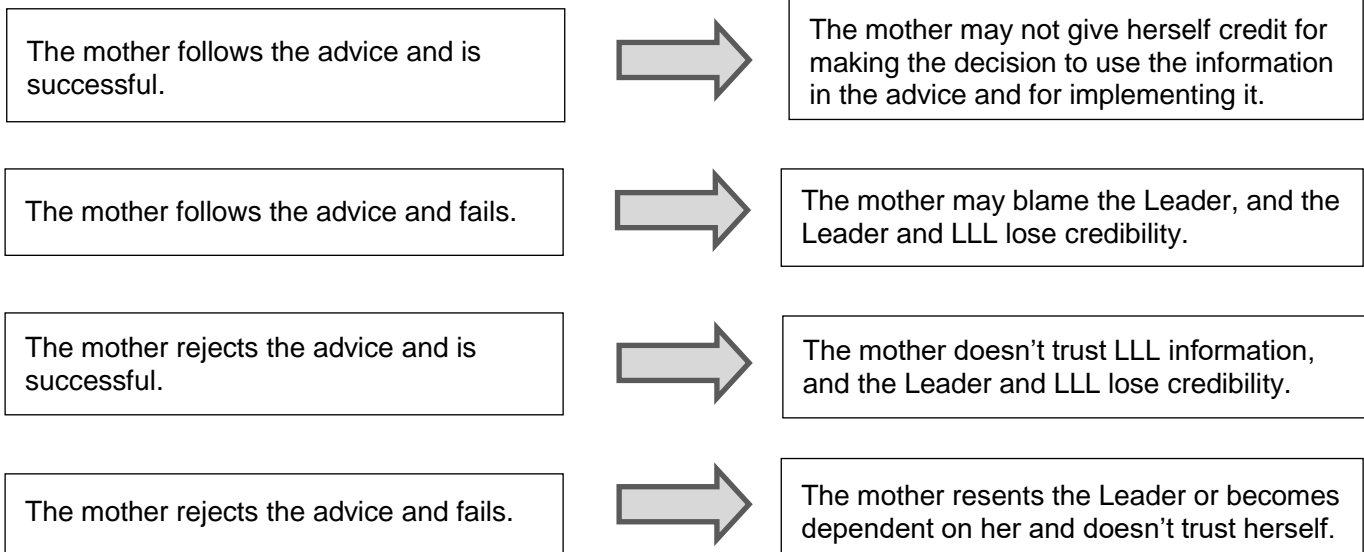 The mother follows the advice and is
successful.
The mother may not give herself credit for
making the decision to use the information
in the advice and for implementing it.
The mother follows the advice and fails.
The mother may blame the Leader, and the
Leader and LLL lose credibility.
The mother rejects the advice and is
successful.
The mother doesn’t trust LLL information,
and the Leader and LLL lose credibility.
The mother rejects the advice and fails.
The mother resents the Leader or becomes
dependent on her and doesn’t trust herself.